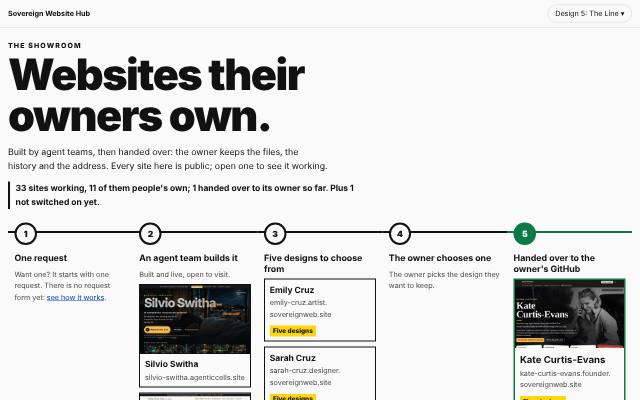 Sovereign Website Hub
Design 5: The Line ▾
THE SHOWROOM
Websites their
owners own.
Built by agent teams, then handed over: the owner keeps the files, the
history and the address. Every site here is public; open one to see it working.
33 sites working, 11 of them people's own; 1 handed over to its owner so far. Plus 1
not switched on yet.
1
One request
Want one? It starts with one
request. There is no request
form yet: see how it works.
2
An agent team builds it
Built and live, open to visit.
Silvio Switha
Silvio Switha
silvio-switha.agenticcells.site
3
Five designs to choose
from
Emily Cruz
emily-cruz.artist.
sovereignweb.site
Five designs
Sarah Cruz
sarah-cruz.designer.
sovereignweb.site
Five designs
4
The owner chooses one
The owner picks the design they
want to keep.
5
Handed over to the
owner's GitHub
Kate
Curtis-Evans
Kate Curtis-Evans
kate-curtis-evans.founder.
sovereignweb.site